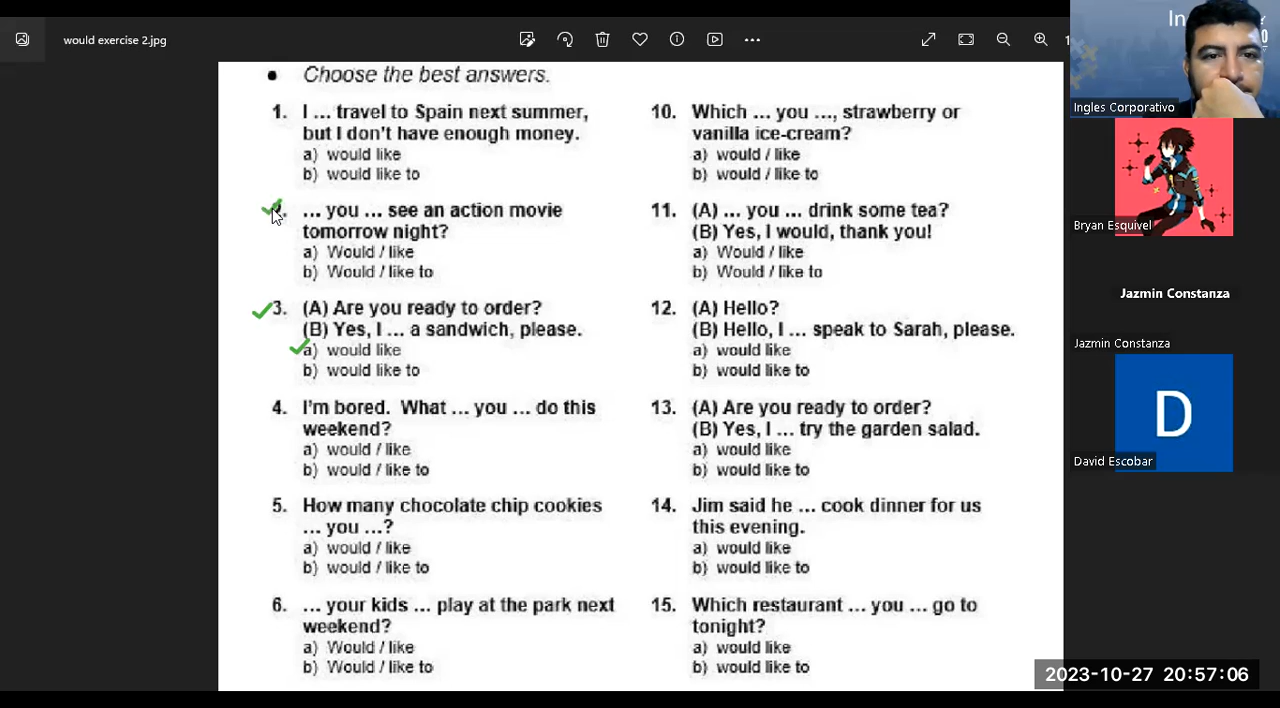 would exercise 2.jpg
In
Choose the best answers.
1. I ... travel to Spain next summer,
but I don't have enough money.
a) would like
b) would like to
... you ... see an action movie
tomorrow night?
a) Would / like
b) Would / like to
3. (A) Are you ready to order?
(B) Yes, I ... a sandwich, please.
a) would like
b) would like to
4. I'm bored. What ... you ... do this
weekend?
a) would / like
b) would / like to
5. How many chocolate chip cookies
... you ...?
a) would / like
b) would / like to
6. ... your kids ... play at the park next
weekend?
a) Would / like
b) Would / like to
10. Which ... you ..., strawberry or
vanilla ice-cream?
a) would / like
b) would / like to
11. (A) ... you ... drink some tea?
(B) Yes, I would, thank you!
a) Would / like
b) Would / like to
12. (A) Hello?
(B) Hello, I ... speak to Sarah, please.
a) would like
b) would like to
13. (A) Are you ready to order?
(B) Yes, I ... try the garden salad.
a) would like
b) would like to
14. Jim said he ... cook dinner for us
this evening.
a) would like
b) would like to
15. Which restaurant ... you ... go to
tonight?
a) would like
b) would like to
Ingles Corporativo
Bryan Esquivel
Jazmin Constanza
Jazmin Constanza
D
David Escobar
2023-10-27 20:57:06